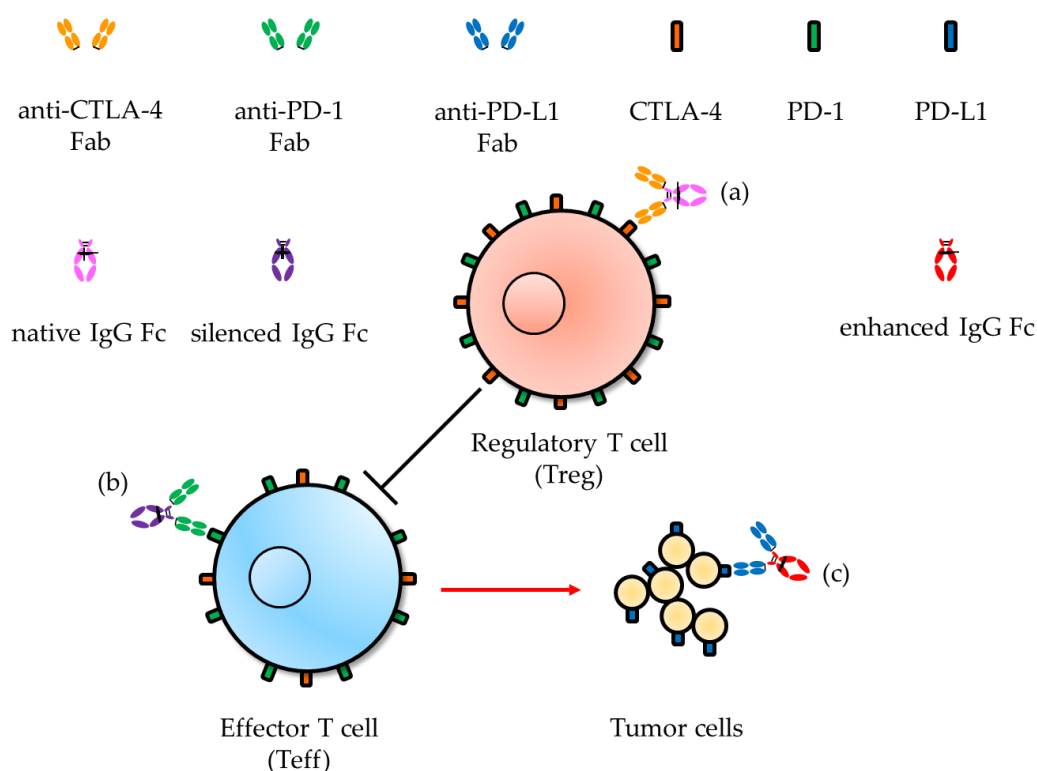 anti-CTLA-4
Fab
anti-PD-1
Fab
anti-PD-L1
Fab
CTLA-4
PD-1
PD-L1
(a)
native IgG Fc
silenced IgG Fc
enhanced IgG Fc
Regulatory T cell
(Treg)
(b)
(c)
Effector T cell
(Teff)
Tumor cells